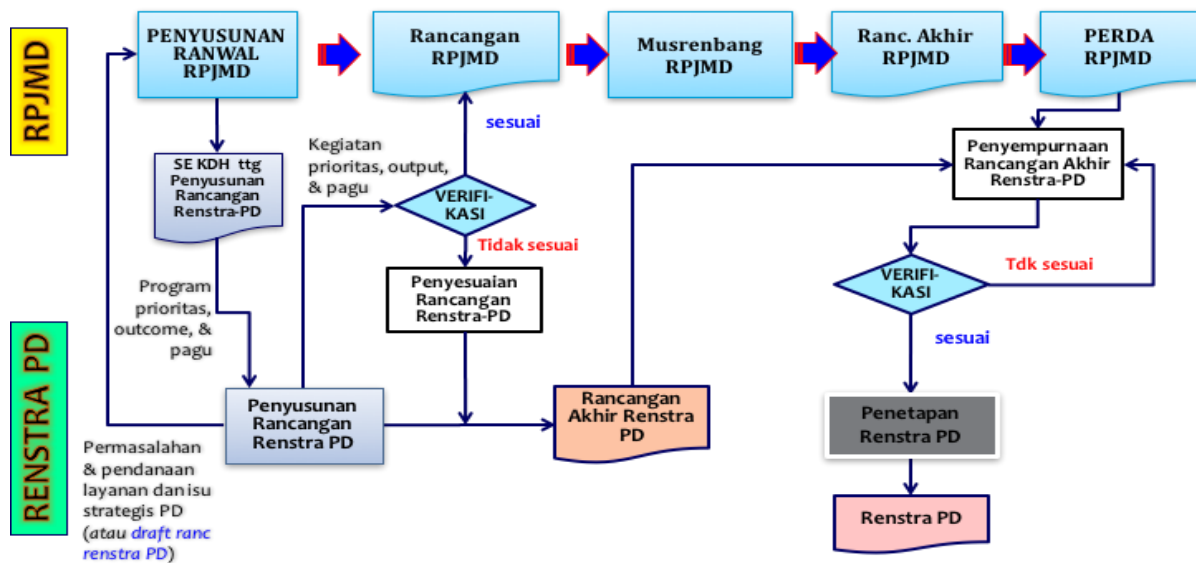 RPJMD
PENYUSUNAN
RANWAL
RPJMD
Rancangan
RPJMD
Musrenbang
RPJMD
Ranc. Akhir
RPJMD
PERDA
RPJMD
SE KDH ttg
Penyusunan
Rancangan
Renstra-PD
Kegiatan
prioritas, output,
& pagu
sesuai
VERIFI-
KASI
Tidak sesuai
Penyesuaian
Rancangan
Renstra-PD
Penyempurnaan
Rancangan Akhir
Renstra-PD
VERIFI-
KASI
Tdk sesuai
sesuai
Program
prioritas,
outcome, &
pagu
RENSTRA PD
Penyusunan
Rancangan
Renstra PD
Rancangan
Akhir Renstra
PD
Penetapan
Renstra PD
Renstra PD
Permasalahan
& pendanaan
layanan dan isu
strategis PD
(atau draft ranc
renstra PD)